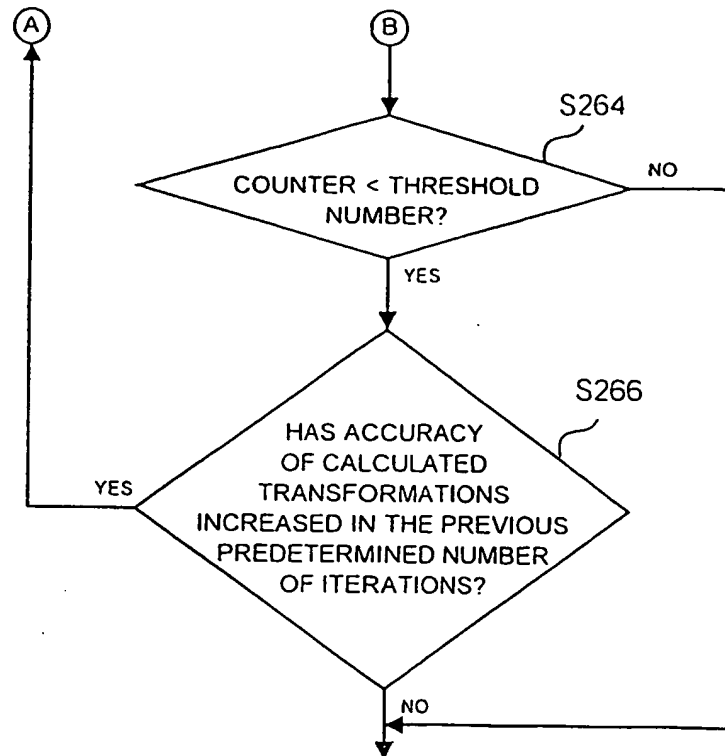 A
B
S264
COUNTER < THRESHOLD
NUMBER?
NO
YES
S266
HAS ACCURACY
OF CALCULATED
TRANSFORMATIONS
INCREASED IN THE PREVIOUS
PREDETERMINED NUMBER
OF ITERATIONS?
YES
NO